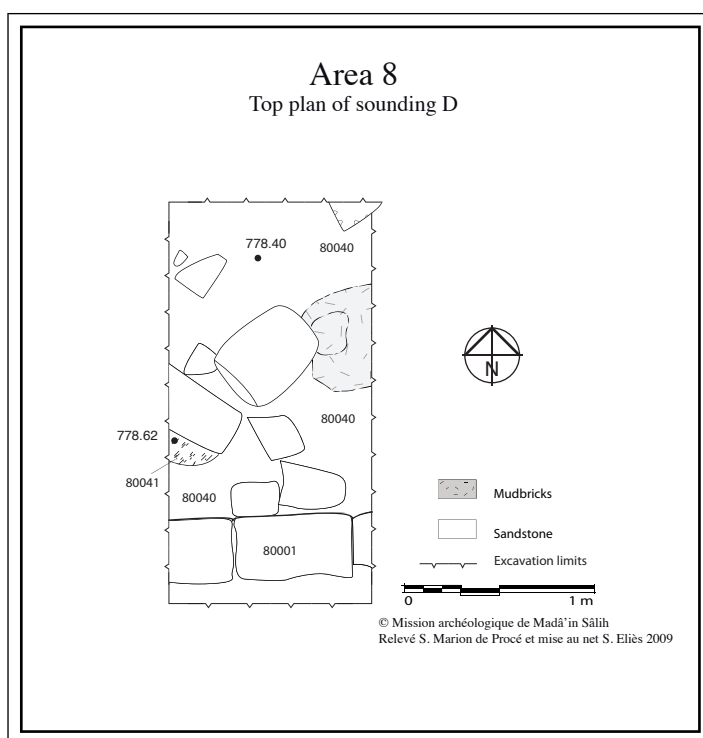 Area 8
Top plan of sounding D
778.40
80040
80040
778.62
80041
80040
80001
N
Mudbricks
Sandstone
Excavation limits
0 1 m
© Mission archéologique de Madâ'in Sâlih
Relevé S. Marion de Procé et mise au net S. Eliès 2009